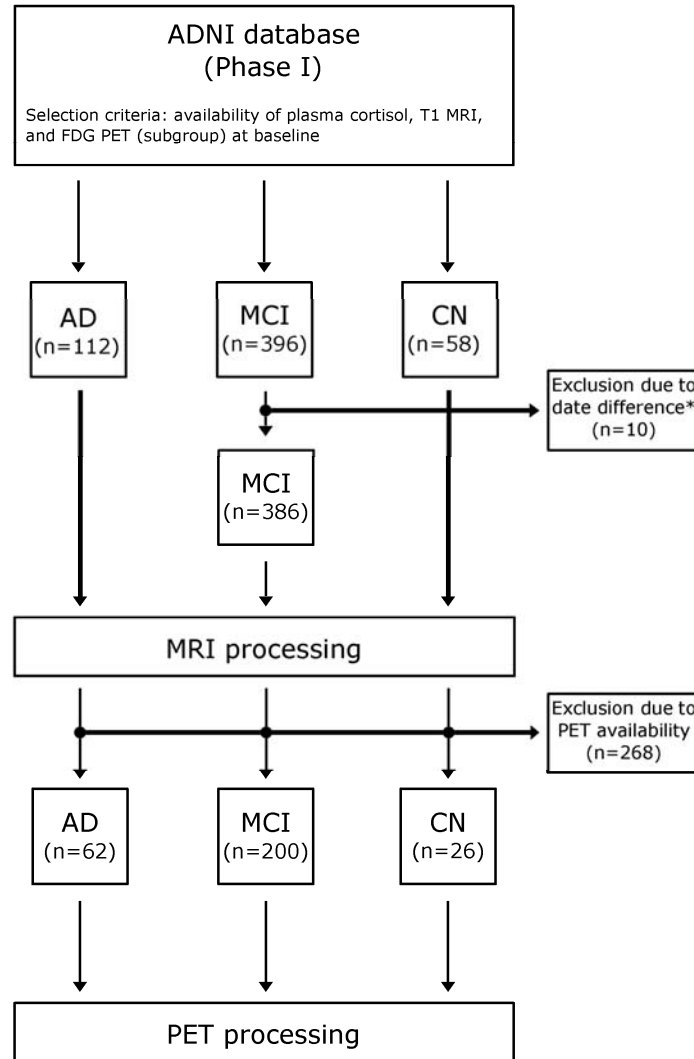 ADNI database
(Phase I)
Selection criteria: availability of plasma cortisol, T1 MRI,
and FDG PET (subgroup) at baseline
AD
(n=112)
MCI
(n=396)
CN
(n=58)
Exclusion due to
date difference*
(n=10)
MCI
(n=386)
MRI processing
Exclusion due to
PET availability
(n=268)
AD
(n=62)
MCI
(n=200)
CN
(n=26)
PET processing